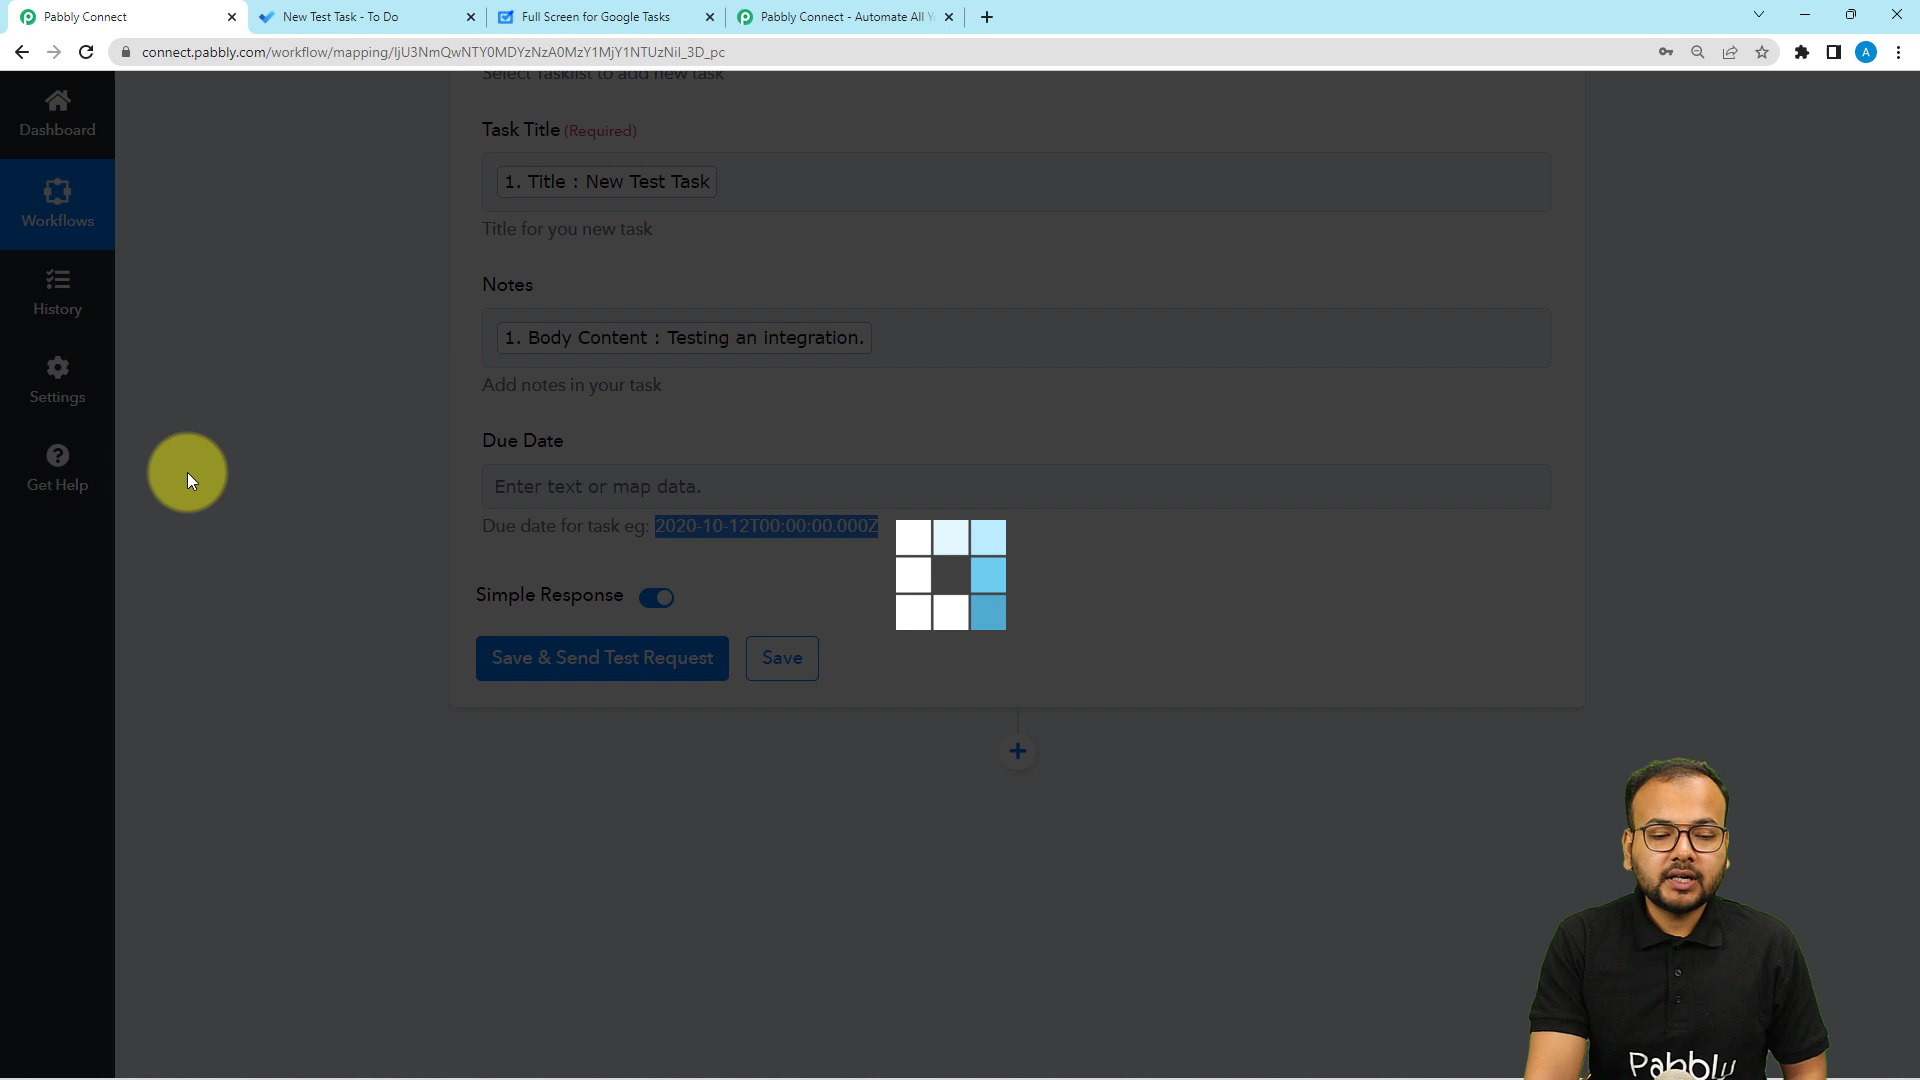 Pabbly Connect
New Test Task - To Do
Full Screen for Google Tasks
Pabbly Connect - Automate All Y
connect.pabbly.com/workflow/mapping/IjU3NmQwNTY0MDYzNzA0MzY1MjY1NTUzNiI_3D_pc
A
Select Tasklist to add new task
Dashboard
Task Title (Required)
1. Title : New Test Task
Workflows
Title for you new task
Notes
History
1. Body Content : Testing an integration.
Add notes in your task
Settings
Due Date
Get Help
Enter text or map data.
Due date for task eg: 2020-10-12T00:00:00.000Z
Simple Response
Save & Send Test Request
Save
Pabbly